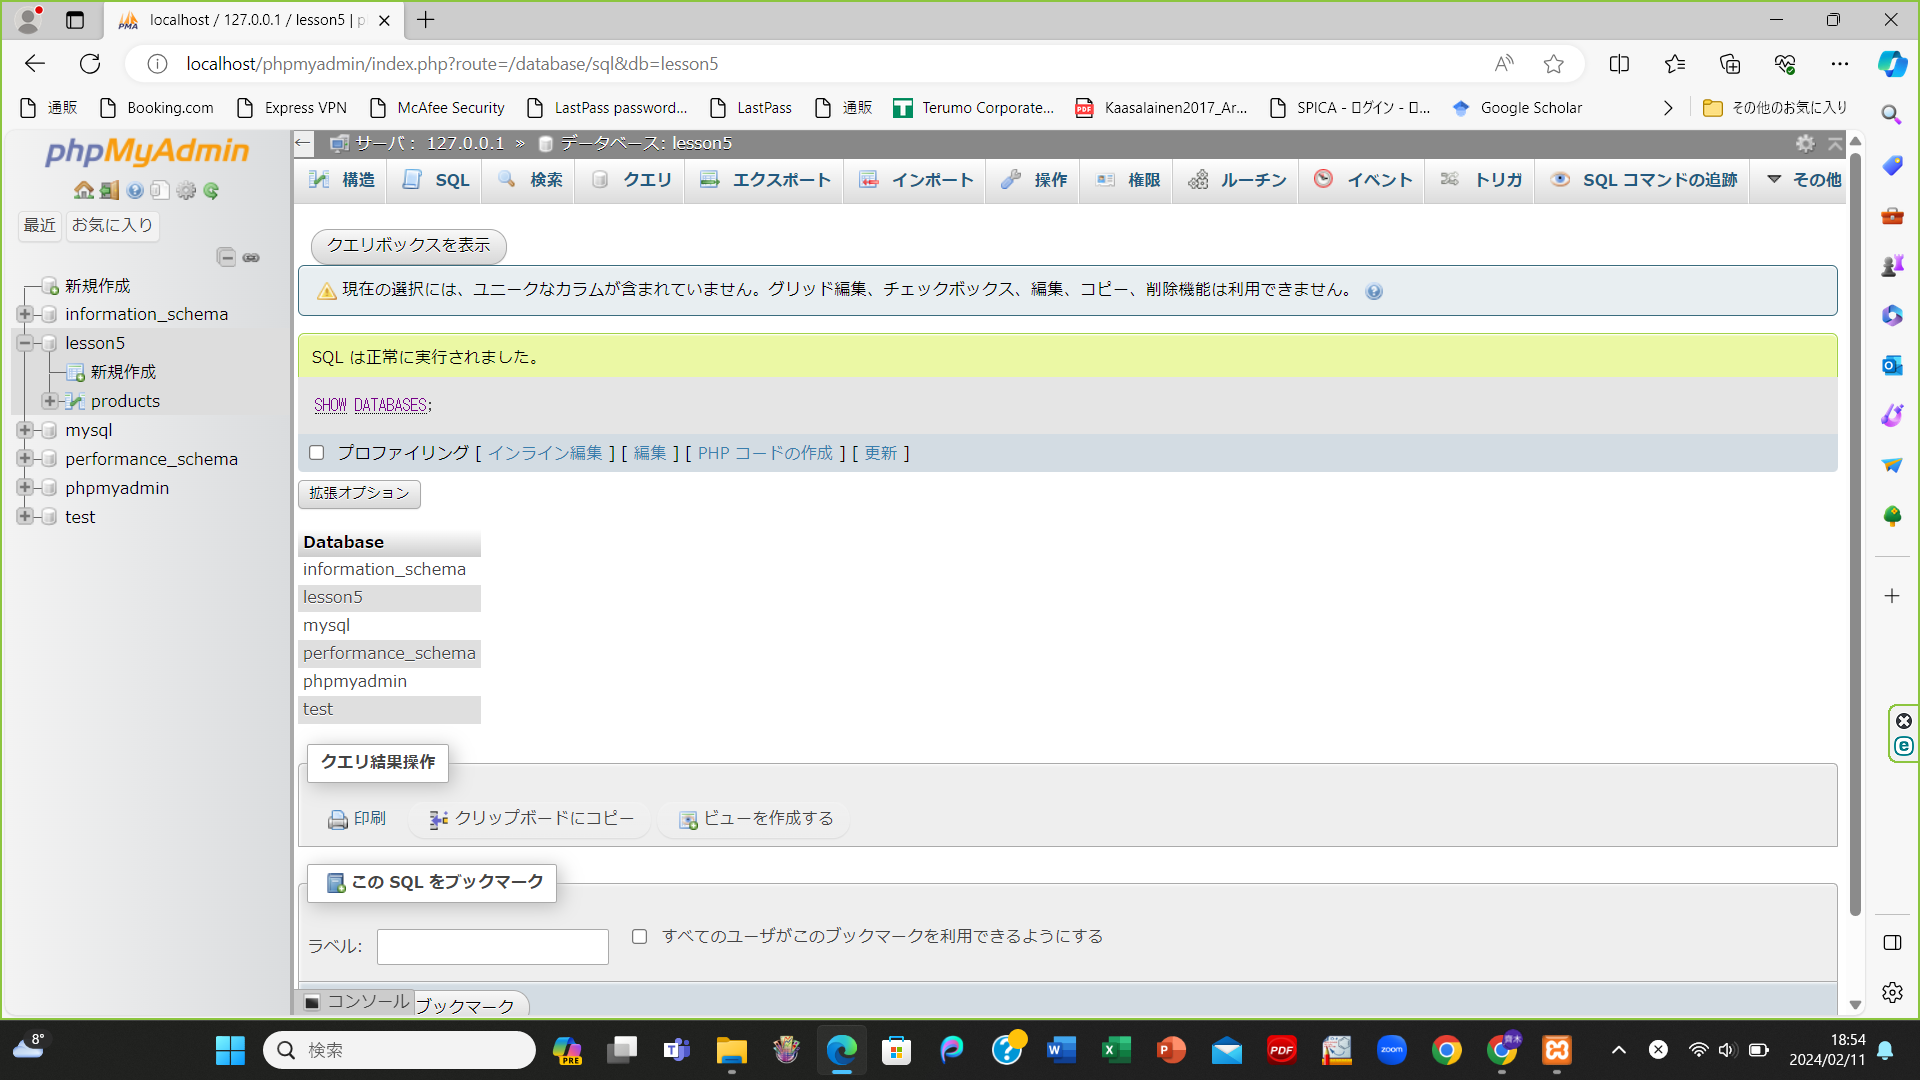 localhost / 127.0.0.1 / lesson5 | p
localhost/phpmyadmin/index.php?route=/database/sql&db=lesson5
通販
Booking.com
Express VPN
McAfee Security
LastPass password...
LastPass
通販
Terumo Corporate...
Kaasalainen2017_Ar...
SPICA - ログイン - ロ...
Google Scholar
その他のお気に入り
phpMyAdmin
最近
お気に入り
新規作成
information_schema
lesson5
新規作成
products
mysql
performance_schema
phpmyadmin
test
サーバ: 127.0.0.1 » データベース: lesson5
構造
SQL
検索
クエリ
エクスポート
インポート
操作
権限
ルーチン
イベント
トリガ
SQL コマンドの追跡
その他
クエリボックスを表示
現在の選択には、ユニークなカラムが含まれていません。グリッド編集、チェックボックス、編集、コピー、削除機能は利用できません。
SQL は正常に実行されました。
SHOW DATABASES;
プロファイリング [ インライン編集 ] [ 編集 ] [ PHP コードの作成 ] [ 更新 ]
拡張オプション
Database
information_schema
lesson5
mysql
performance_schema
phpmyadmin
test
クエリ結果操作
印刷
クリップボードにコピー
ビューを作成する
この SQL をブックマーク
ラベル:
すべてのユーザがこのブックマークを利用できるようにする
コンソール
ブックマーク
8°
検索
PRE
PDF
zoom
18:54
2024/02/11